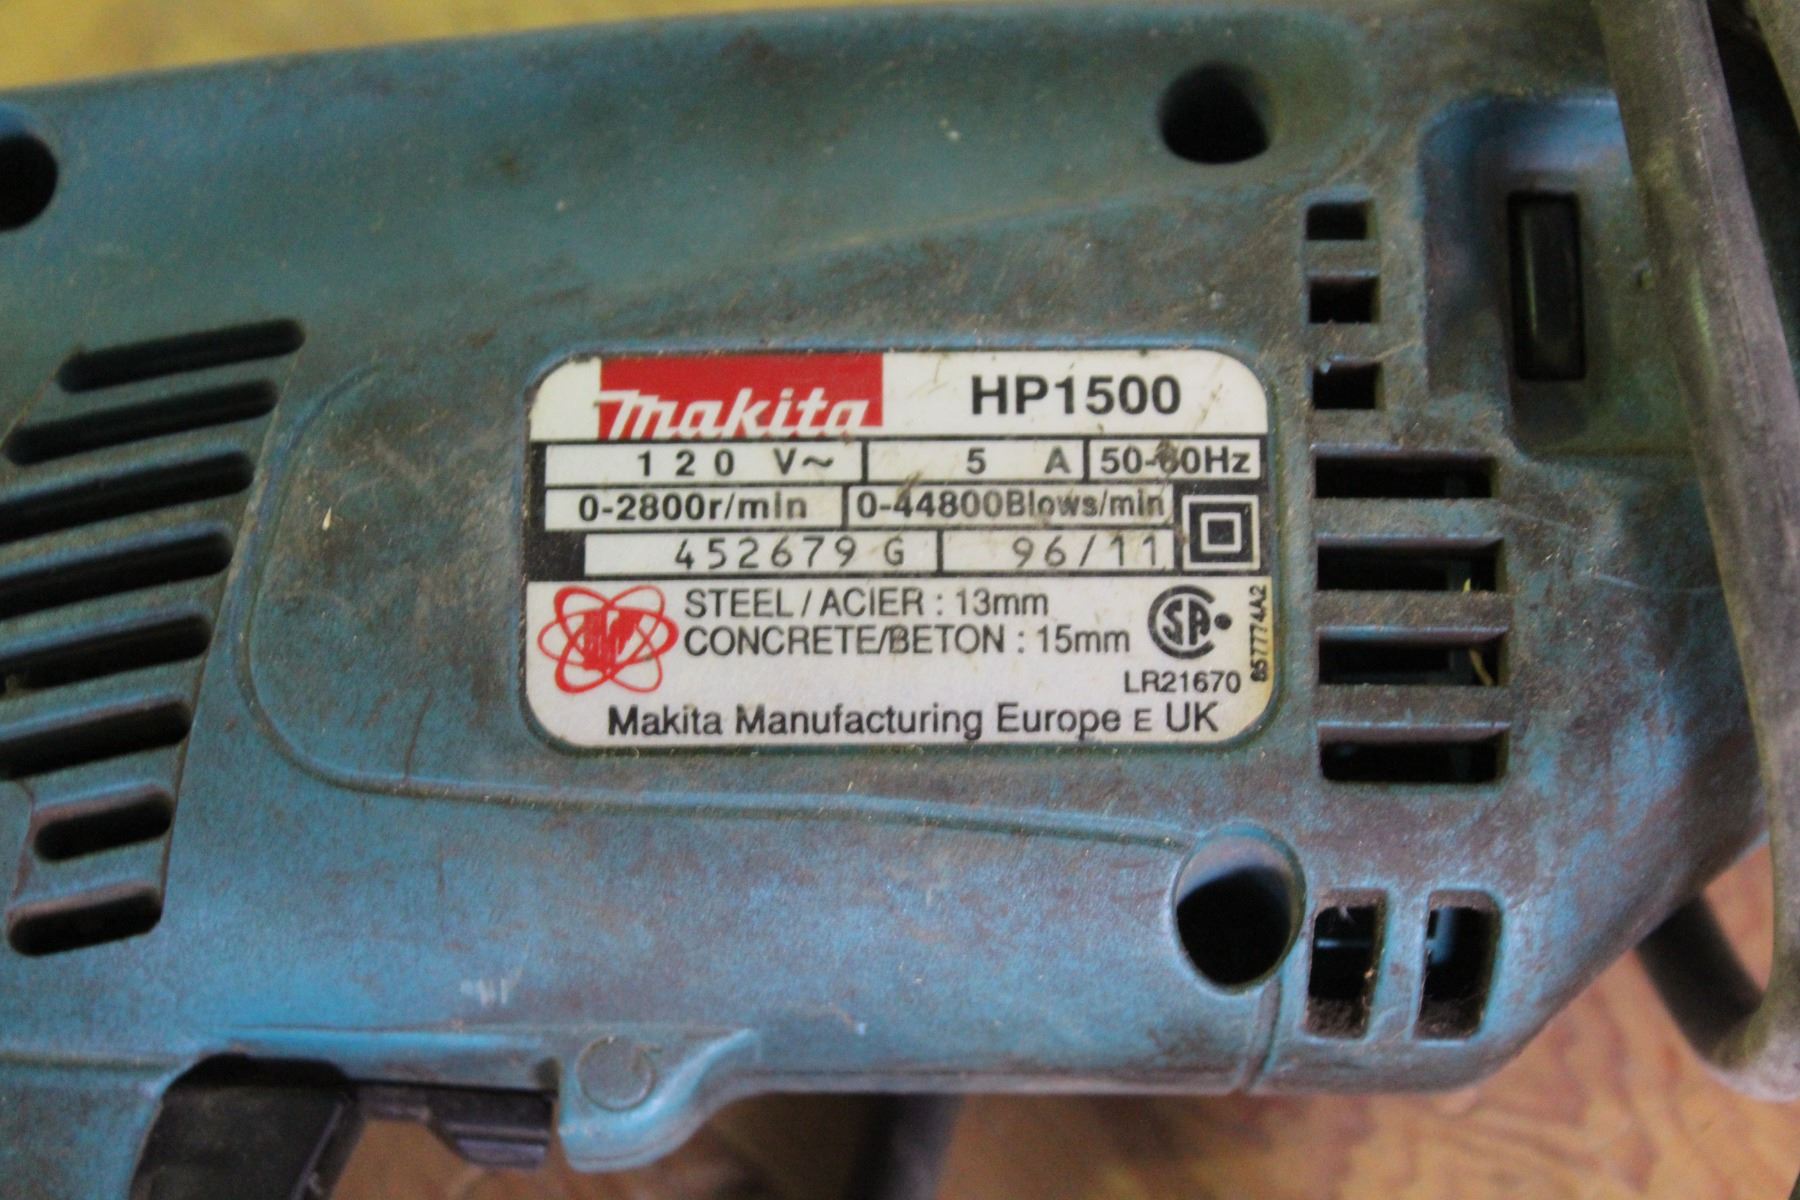 makita HP1500
120 V~ 5 A 50-60Hz
0-2800r/min 0-44800Blows/min
452679 G 96/11
STEEL/ACIER : 13mm
CONCRETE/BETON : 15mm
LR21670
857774A2
Makita Manufacturing Europe E UK